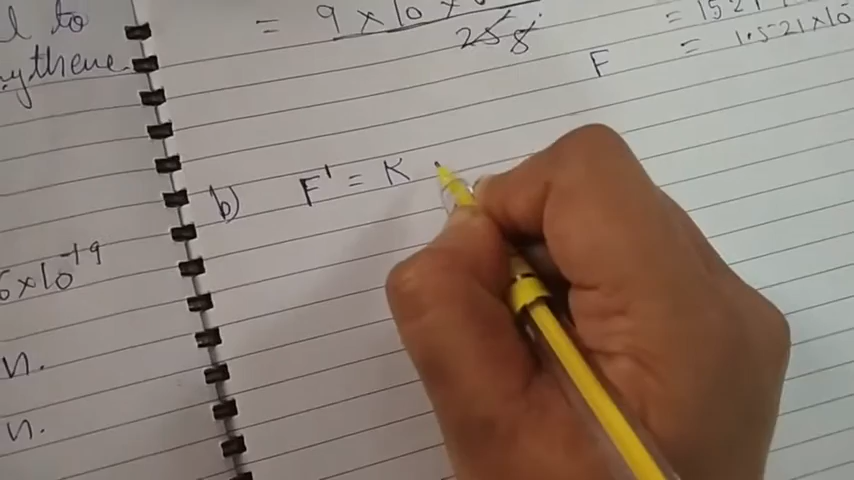 l to
= 9 × 10 ×
25 8
= 1521
F = 1.521×10
ythene
b) F' = K
6×10^-19
n.
n.